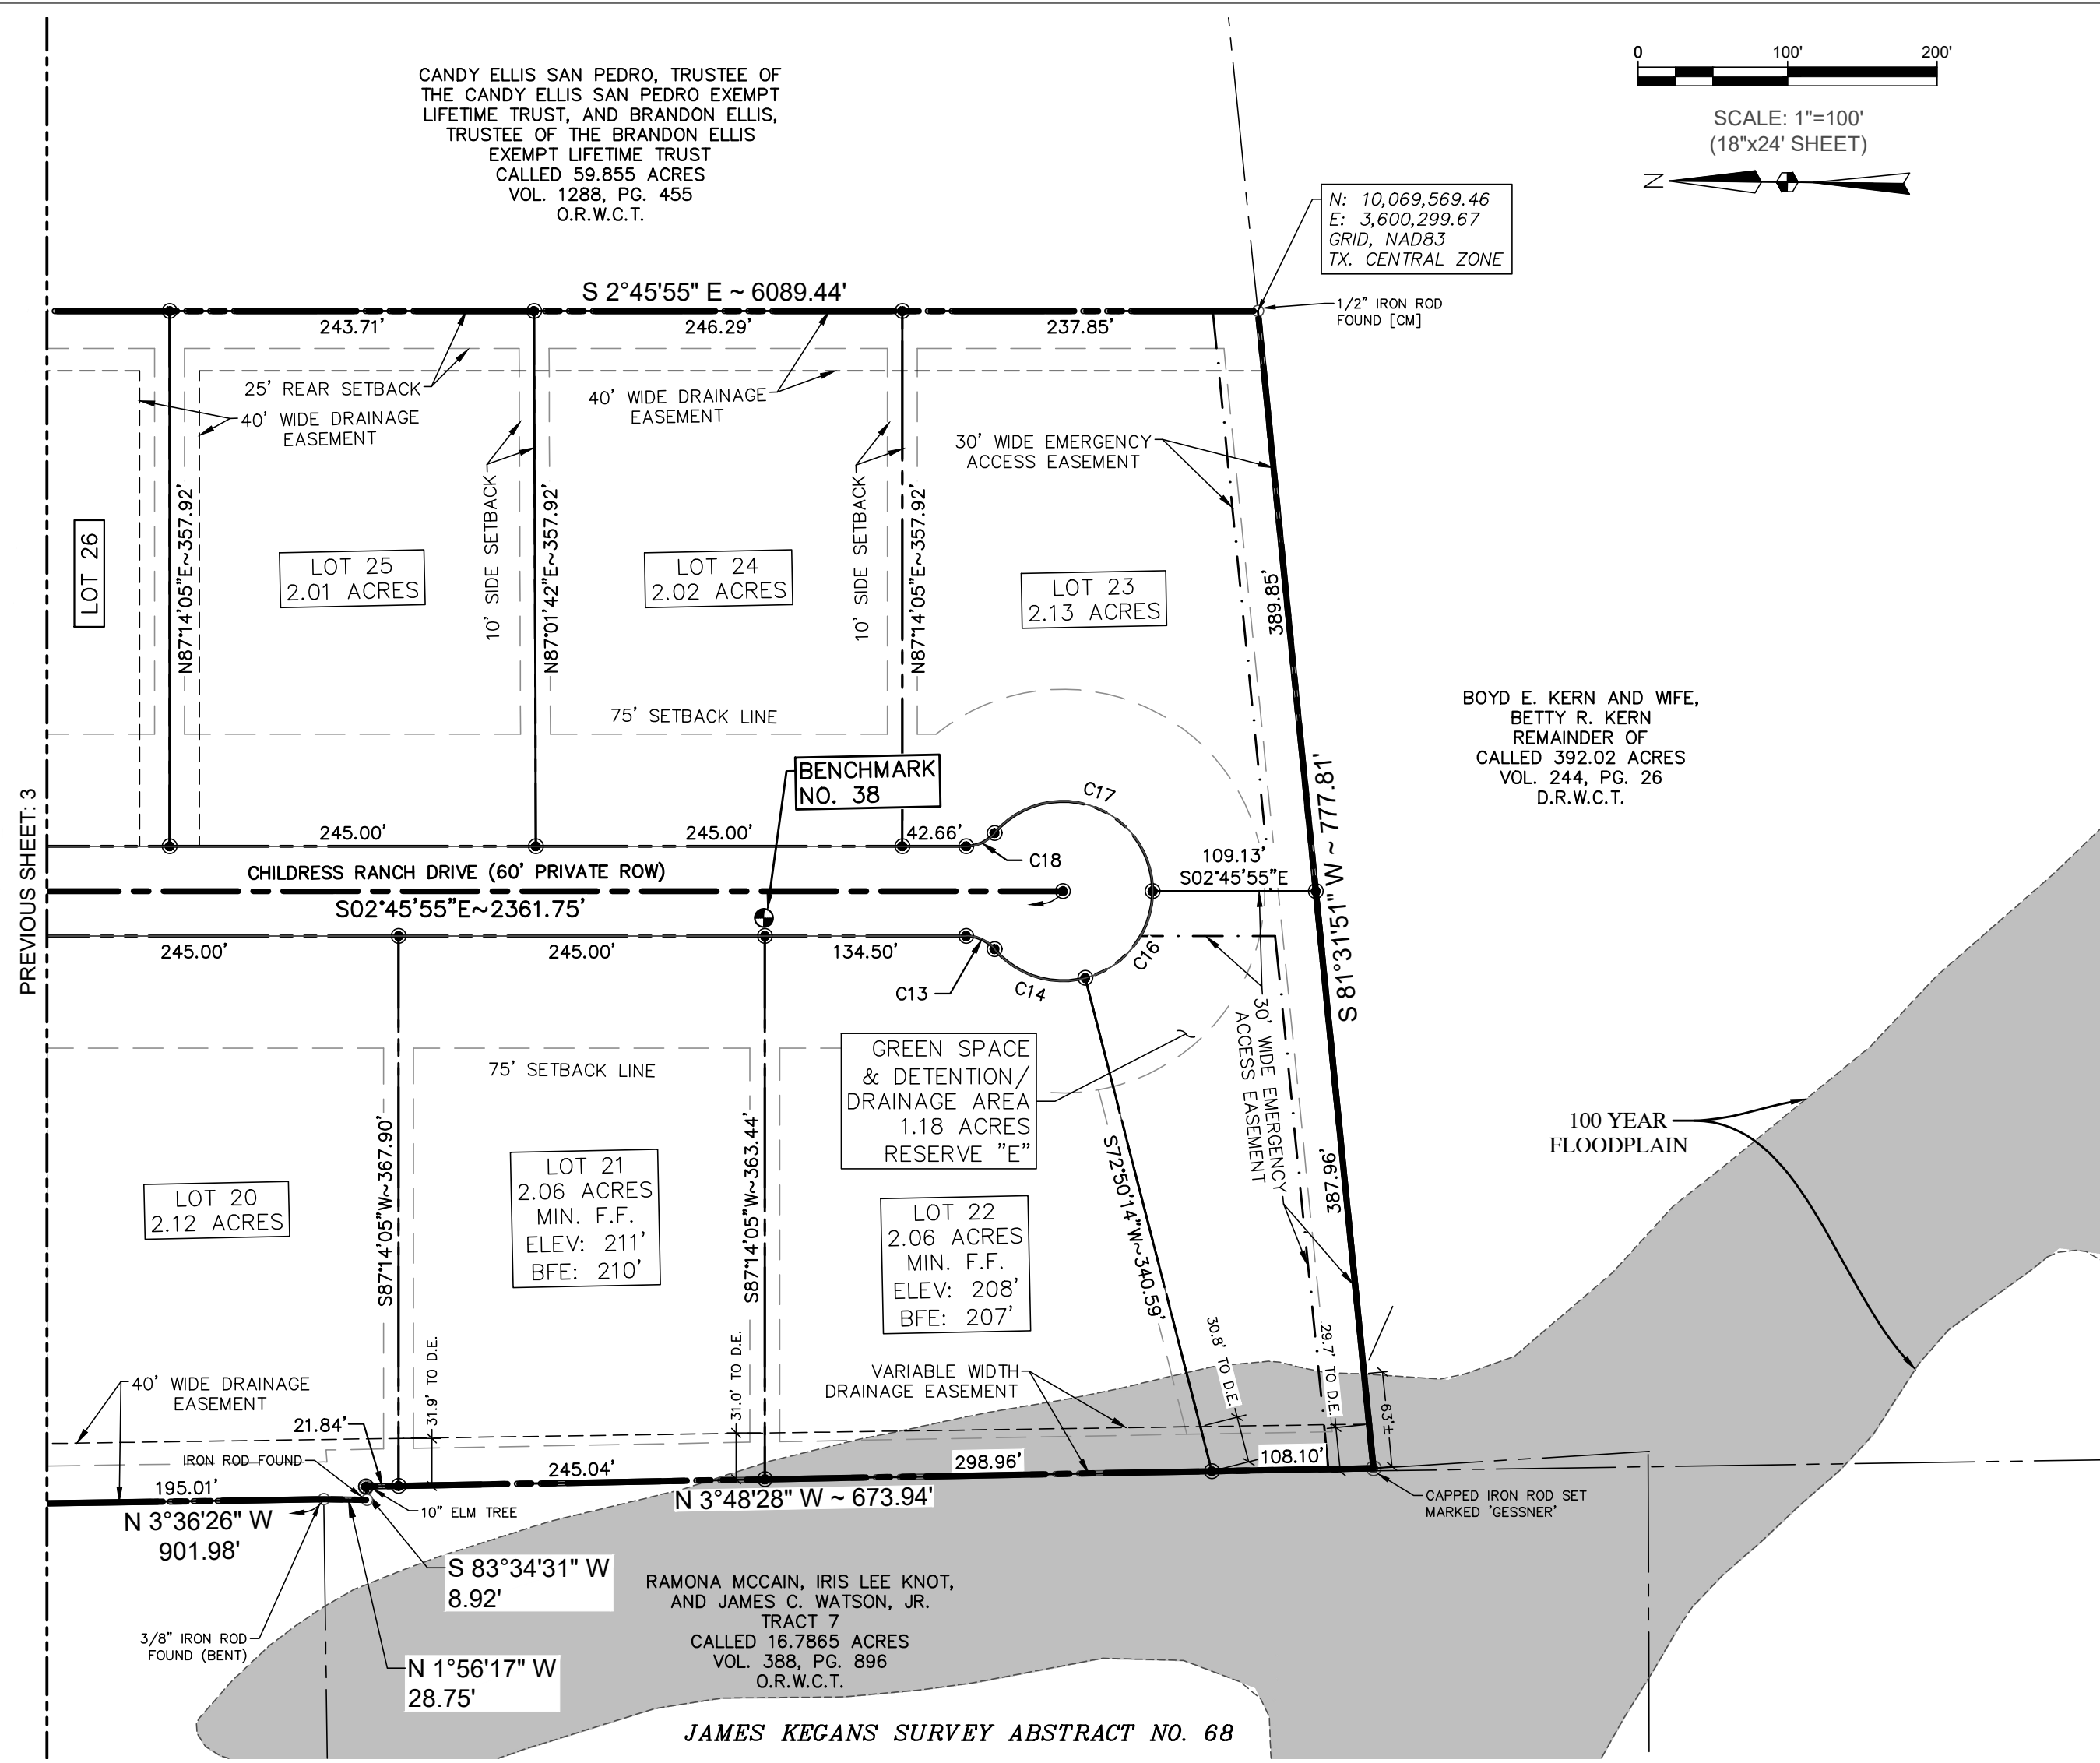 CANDY ELLIS SAN PEDRO, TRUSTEE OF
THE CANDY ELLIS SAN PEDRO EXEMPT
LIFETIME TRUST, AND BRANDON ELLIS,
TRUSTEE OF THE BRANDON ELLIS
EXEMPT LIFETIME TRUST
CALLED 59.855 ACRES
VOL. 1288, PG. 455
O.R.W.C.T.
0 100' 200'
SCALE: 1"=100'
(18"x24' SHEET)
N
N: 10,069,569.46
E: 3,600,299.67
GRID, NAD83
TX. CENTRAL ZONE
1/2" IRON ROD
FOUND [CM]
S 2°45'55" E ~ 6089.44'
243.71'
246.29'
237.85'
25' REAR SETBACK
40' WIDE DRAINAGE
EASEMENT
40' WIDE DRAINAGE
EASEMENT
30' WIDE EMERGENCY
ACCESS EASEMENT
N87°14'05"E~357.92'
10' SIDE SETBACK
N87°01'42"E~357.92'
10' SIDE SETBACK
N87°14'05"E~357.92'
LOT 26
LOT 25
2.01 ACRES
LOT 24
2.02 ACRES
LOT 23
2.13 ACRES
389.85'
75' SETBACK LINE
BOYD E. KERN AND WIFE,
BETTY R. KERN
REMAINDER OF
CALLED 392.02 ACRES
VOL. 244, PG. 26
D.R.W.C.T.
BENCHMARK
NO. 38
PREVIOUS SHEET: 3
245.00'
245.00'
42.66'
C17
C18
CHILDRESS RANCH DRIVE (60' PRIVATE ROW)
S02°45'55"E~2361.75'
109.13'
S02°45'55"E
S 81°31'51" W ~ 777.81'
245.00'
245.00'
134.50'
C13
C14
C16
75' SETBACK LINE
GREEN SPACE
& DETENTION/
DRAINAGE AREA
1.18 ACRES
RESERVE "E"
30' WIDE EMERGENCY
ACCESS EASEMENT
100 YEAR
FLOODPLAIN
S87°14'05"W~367.90'
S87°14'05"W~363.44'
S72°50'14"W~340.59'
387.96'
LOT 20
2.12 ACRES
LOT 21
2.06 ACRES
MIN. F.F.
ELEV: 211'
BFE: 210'
LOT 22
2.06 ACRES
MIN. F.F.
ELEV: 208'
BFE: 207'
31.9' TO D.E.
31.0' TO D.E.
30.8' TO D.E.
29.7' TO D.E.
63'±
VARIABLE WIDTH
DRAINAGE EASEMENT
40' WIDE DRAINAGE
EASEMENT
21.84'
IRON ROD FOUND
195.01'
245.04'
298.96'
108.10'
10" ELM TREE
N 3°48'28" W ~ 673.94'
CAPPED IRON ROD SET
MARKED 'GESSNER'
N 3°36'26" W
901.98'
S 83°34'31" W
8.92'
3/8" IRON ROD
FOUND (BENT)
N 1°56'17" W
28.75'
RAMONA MCCAIN, IRIS LEE KNOT,
AND JAMES C. WATSON, JR.
TRACT 7
CALLED 16.7865 ACRES
VOL. 388, PG. 896
O.R.W.C.T.
JAMES KEGANS SURVEY ABSTRACT NO. 68